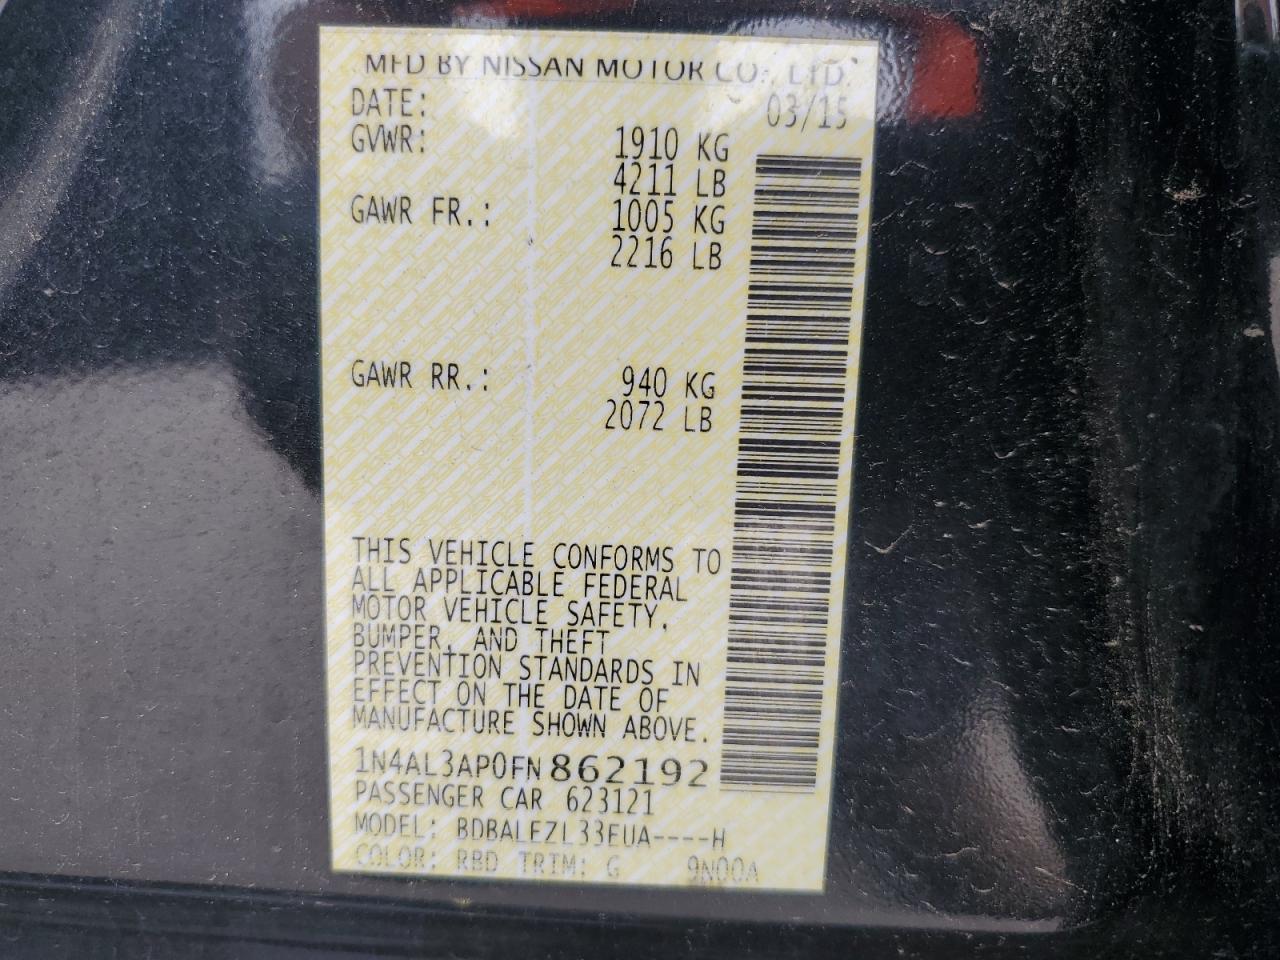 MFD BY NISSAN MOTOR CO., LTD.
DATE: 03/15
GVWR: 1910 KG
4211 LB
GAWR FR.: 1005 KG
2216 LB
GAWR RR.: 940 KG
2072 LB
THIS VEHICLE CONFORMS TO
ALL APPLICABLE FEDERAL
MOTOR VEHICLE SAFETY,
BUMPER, AND THEFT
PREVENTION STANDARDS IN
EFFECT ON THE DATE OF
MANUFACTURE SHOWN ABOVE.
1N4AL3AP0FN862192
PASSENGER CAR 623121
MODEL: BDBALEZL33EUA----H
COLOR: RBD TRIM: G 9N00A